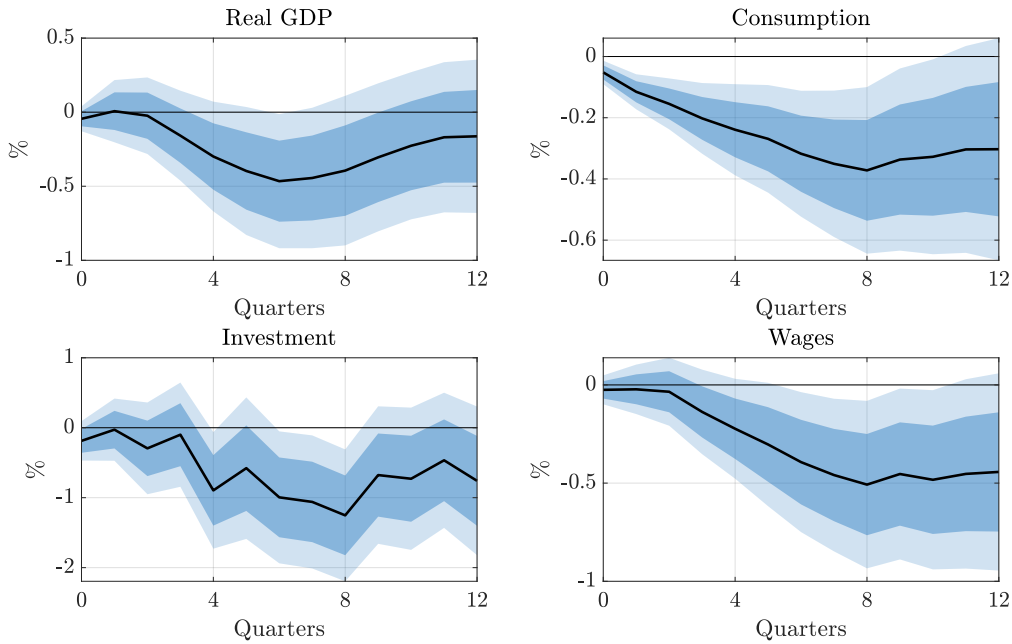 Real GDP
0.5
0
-0.5
-1
%
0 4 8 12
Quarters
Consumption
0
-0.2
-0.4
-0.6
%
0 4 8 12
Quarters
Investment
1
0
-1
-2
%
0 4 8 12
Quarters
Wages
0
-0.5
-1
%
0 4 8 12
Quarters